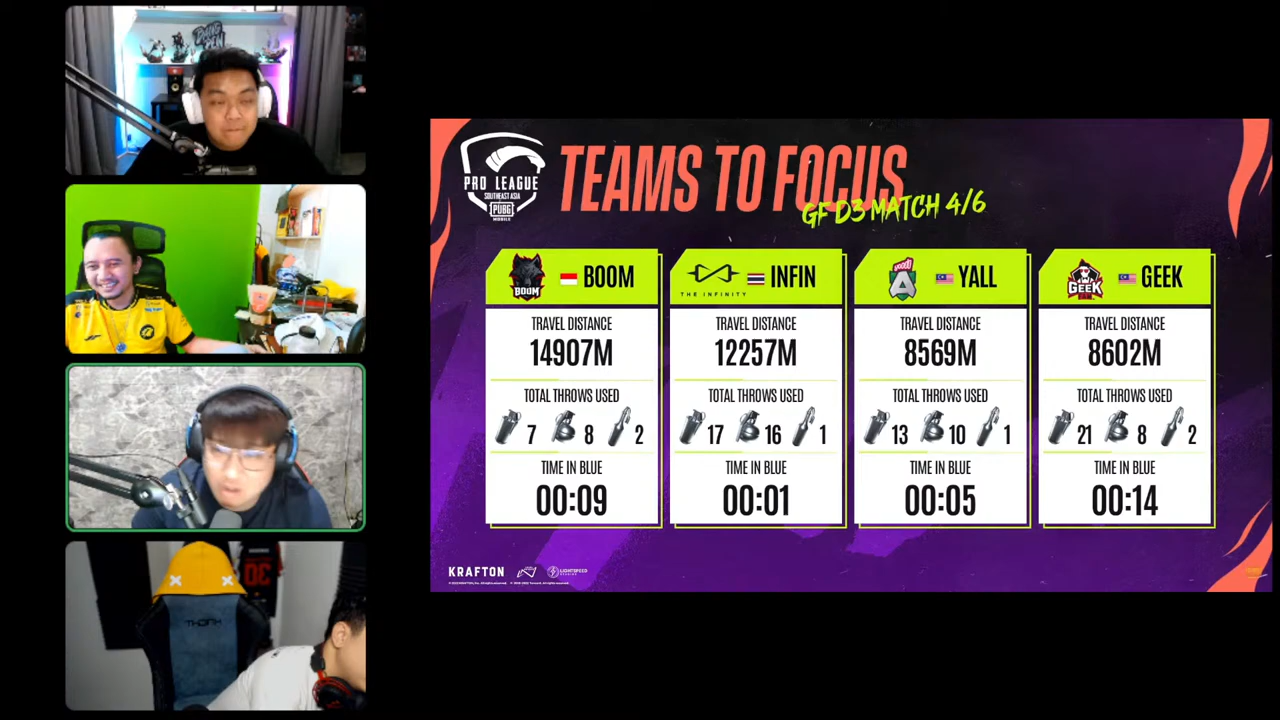 PRO LEAGUE
SOUTHEAST ASIA
PUBG
MOBILE
TEAMS TO FOCUS
GF D3 MATCH 4/6
BOOM
BOOM
TRAVEL DISTANCE
14907M
TOTAL THROWS USED
7 8 2
TIME IN BLUE
00:09
THE INFINITY
INFIN
TRAVEL DISTANCE
12257M
TOTAL THROWS USED
17 16 1
TIME IN BLUE
00:01
YALL
TRAVEL DISTANCE
8569M
TOTAL THROWS USED
13 10 1
TIME IN BLUE
00:05
GEEK
GEEK
TRAVEL DISTANCE
8602M
TOTAL THROWS USED
21 8 2
TIME IN BLUE
00:14
KRAFTON
LIGHTSPEED